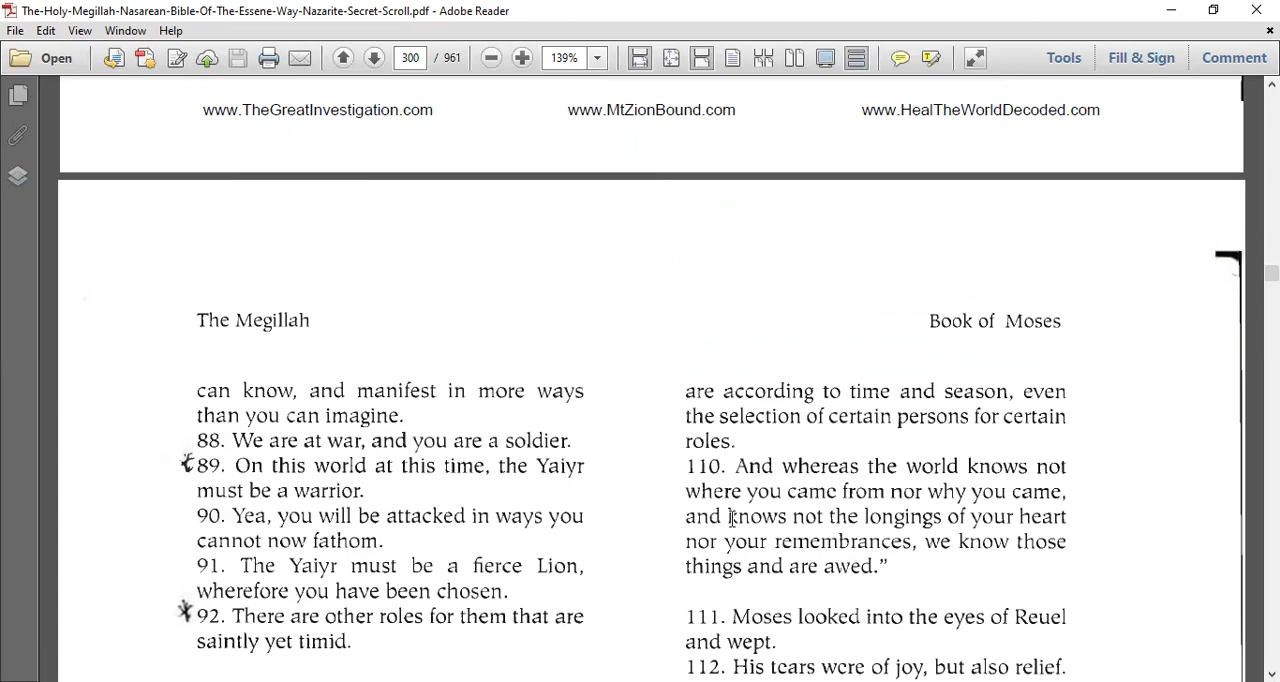 The-Holy-Megillah-Nasarean-Bible-Of-The-Essene-Way-Nazarite-Secret-Scroll.pdf - Adobe Reader
File Edit View Window Help
Open 300 / 961 139% Tools Fill & Sign Comment
www.TheGreatInvestigation.com www.MtZionBound.com www.HealTheWorldDecoded.com
The Megillah
Book of Moses
can know, and manifest in more ways
than you can imagine.
88. We are at war, and you are a soldier.
89. On this world at this time, the Yaiyr
must be a warrior.
90. Yea, you will be attacked in ways you
cannot now fathom.
91. The Yaiyr must be a fierce Lion,
wherefore you have been chosen.
92. There are other roles for them that are
saintly yet timid.
are according to time and season, even
the selection of certain persons for certain
roles.
110. And whereas the world knows not
where you came from nor why you came,
and knows not the longings of your heart
nor your remembrances, we know those
things and are awed.”
111. Moses looked into the eyes of Reuel
and wept.
112. His tears were of joy, but also relief.